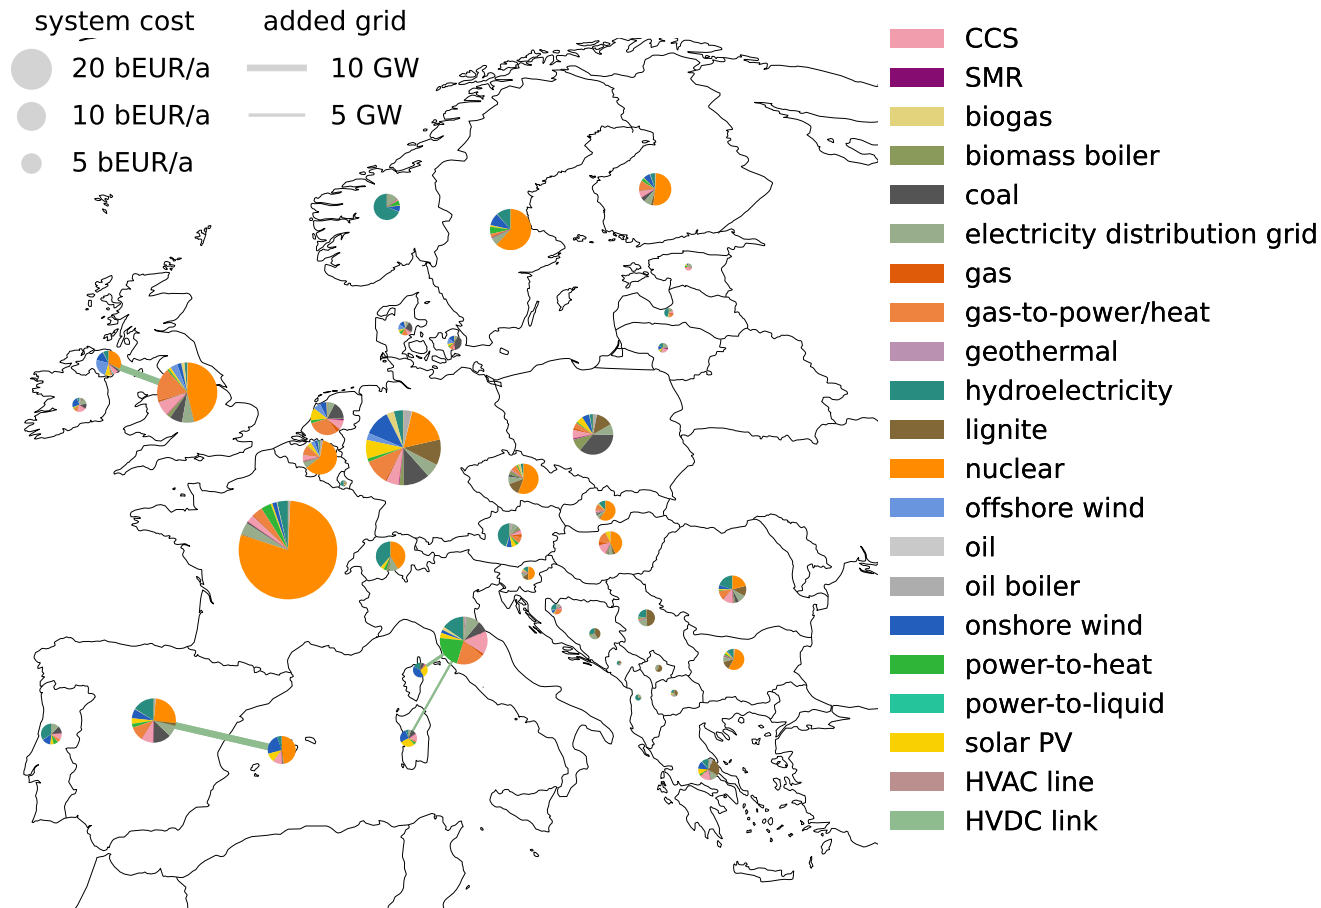 system cost
20 bEUR/a
10 bEUR/a
5 bEUR/a
added grid
10 GW
5 GW
CCS
SMR
biogas
biomass boiler
coal
electricity distribution grid
gas
gas-to-power/heat
geothermal
hydroelectricity
lignite
nuclear
offshore wind
oil
oil boiler
onshore wind
power-to-heat
power-to-liquid
solar PV
HVAC line
HVDC link